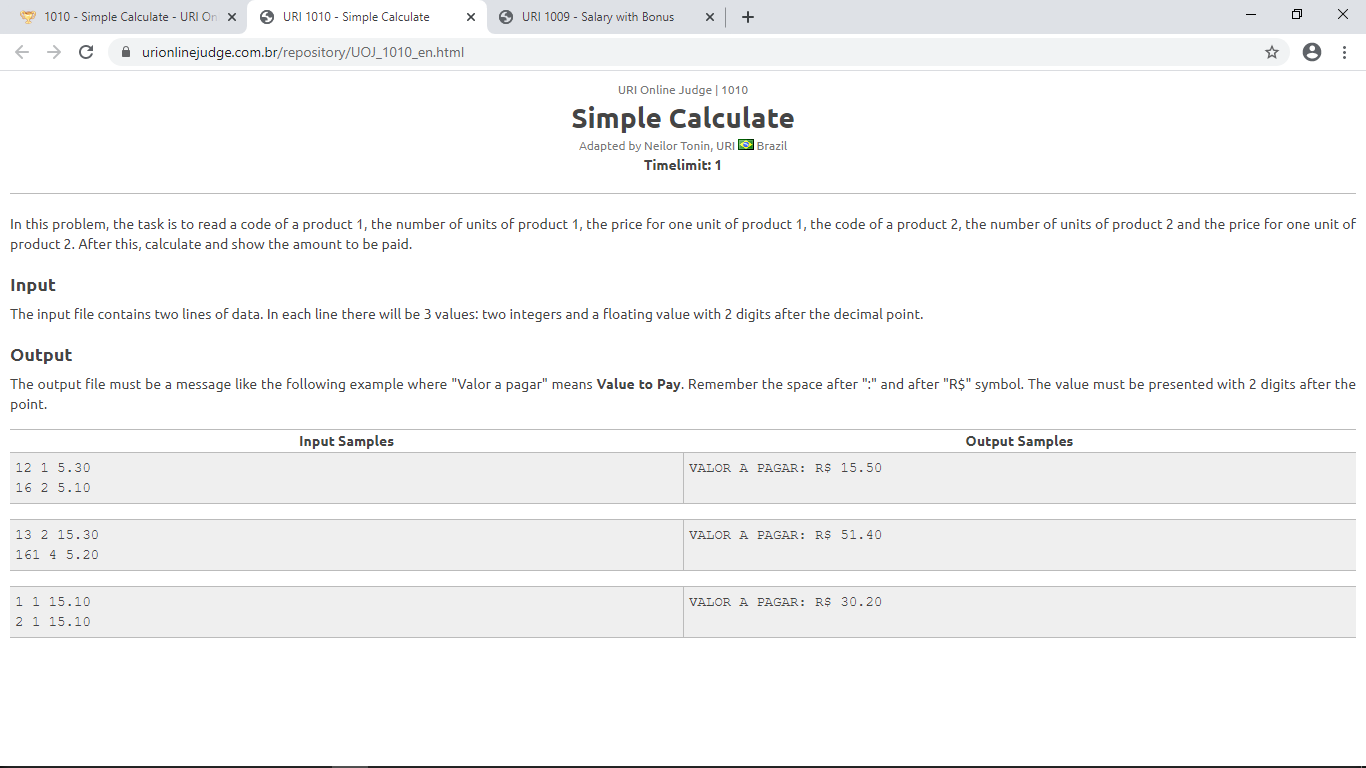 1010 - Simple Calculate - URI On
URI 1010 - Simple Calculate
URI 1009 - Salary with Bonus
urionlinejudge.com.br/repository/UOJ_1010_en.html
URI Online Judge | 1010
Simple Calculate
Adapted by Neilor Tonin, URI Brazil
Timelimit: 1
In this problem, the task is to read a code of a product 1, the number of units of product 1, the price for one unit of product 1, the code of a product 2, the number of units of product 2 and the price for one unit of
product 2. After this, calculate and show the amount to be paid.
Input
The input file contains two lines of data. In each line there will be 3 values: two integers and a floating value with 2 digits after the decimal point.
Output
The output file must be a message like the following example where "Valor a pagar" means Value to Pay. Remember the space after ":" and after "R$" symbol. The value must be presented with 2 digits after the
point.
Input Samples
Output Samples
12 1 5.30
16 2 5.10
VALOR A PAGAR: R$ 15.50
13 2 15.30
161 4 5.20
VALOR A PAGAR: R$ 51.40
1 1 15.10
2 1 15.10
VALOR A PAGAR: R$ 30.20